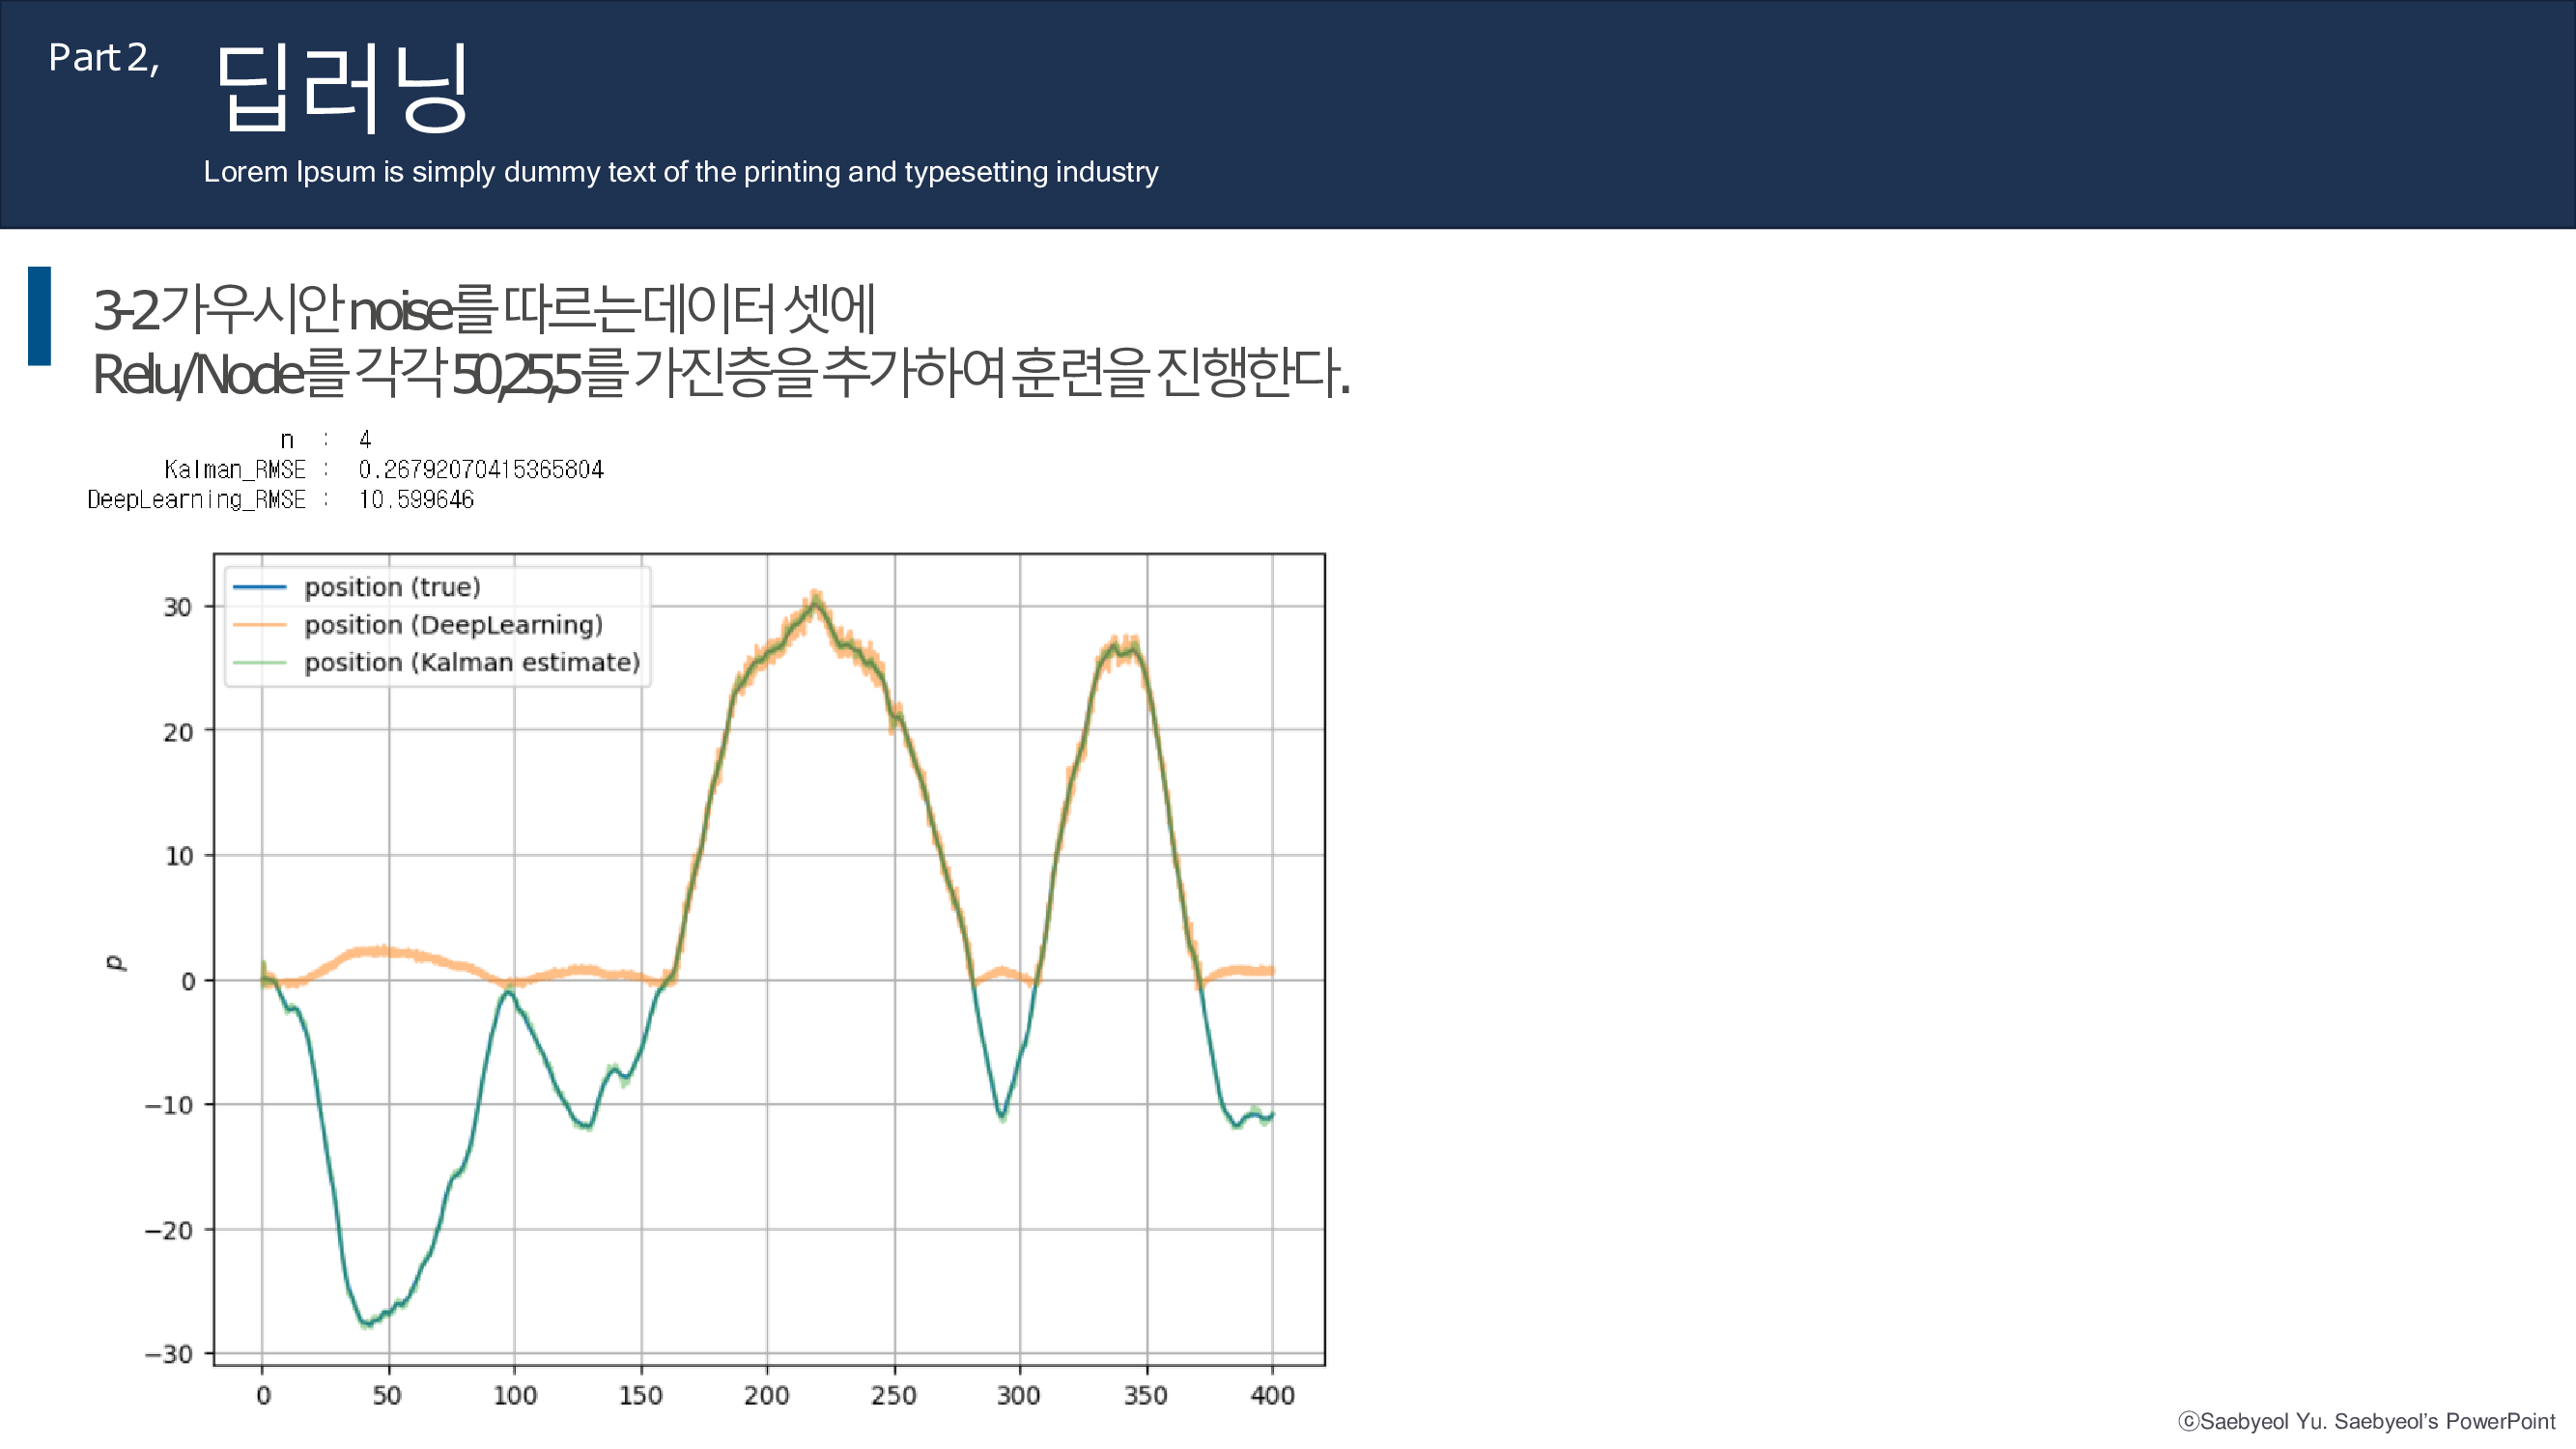 Part 2,
딥러닝
Lorem Ipsum is simply dummy text of the printing and typesetting industry
3-2 가우시안 noise를 따르는 데이터 셋에
Relu/Node를 각각 50,25,5를 가진층을 추가하여 훈련을 진행한다.
n : 4
Kalman_RMSE : 0.26792070415365804
DeepLearning_RMSE : 10.599646
position (true)
position (DeepLearning)
position (Kalman estimate)
30
20
10
0
−10
−20
−30
p
0 50 100 150 200 250 300 350 400
ⓒSaebyeol Yu. Saebyeol’s PowerPoint